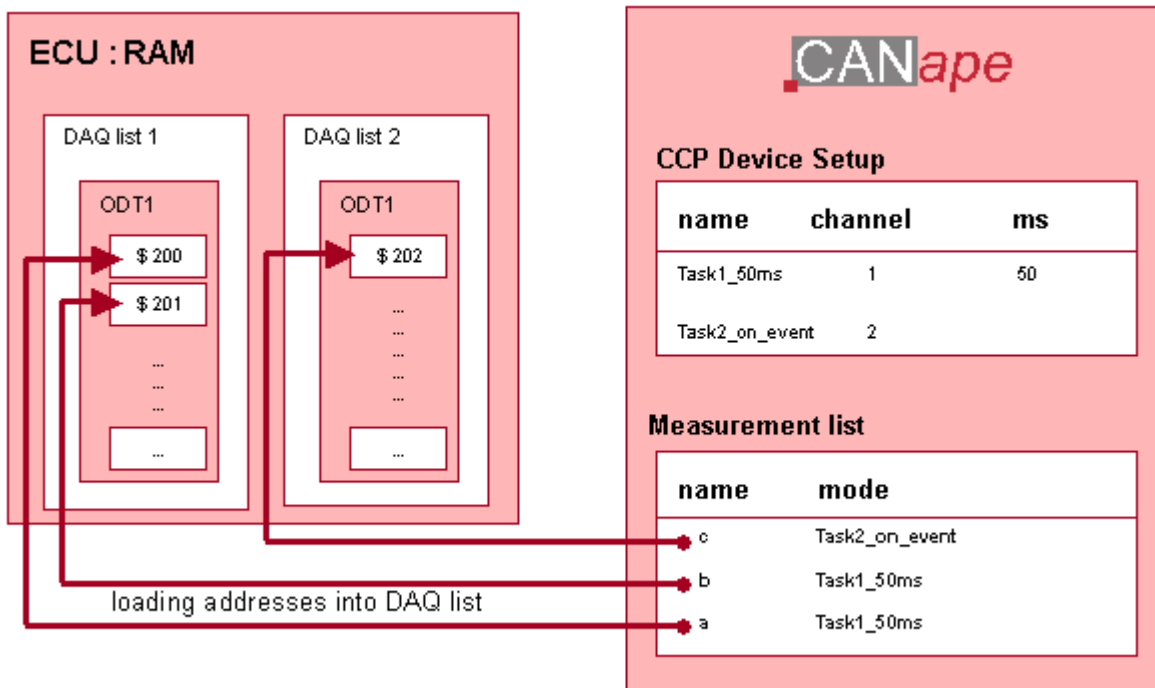 ECU : RAM
DAQ list 1
ODT1
$ 200
$ 201
...
...
...
...
DAQ list 2
ODT1
$ 202
...
...
...
...
...
...
loading addresses into DAQ list
CANape
CCP Device Setup
name channel ms
Task1_50ms 1 50
Task2_on_event 2
Measurement list
name mode
c Task2_on_event
b Task1_50ms
a Task1_50ms